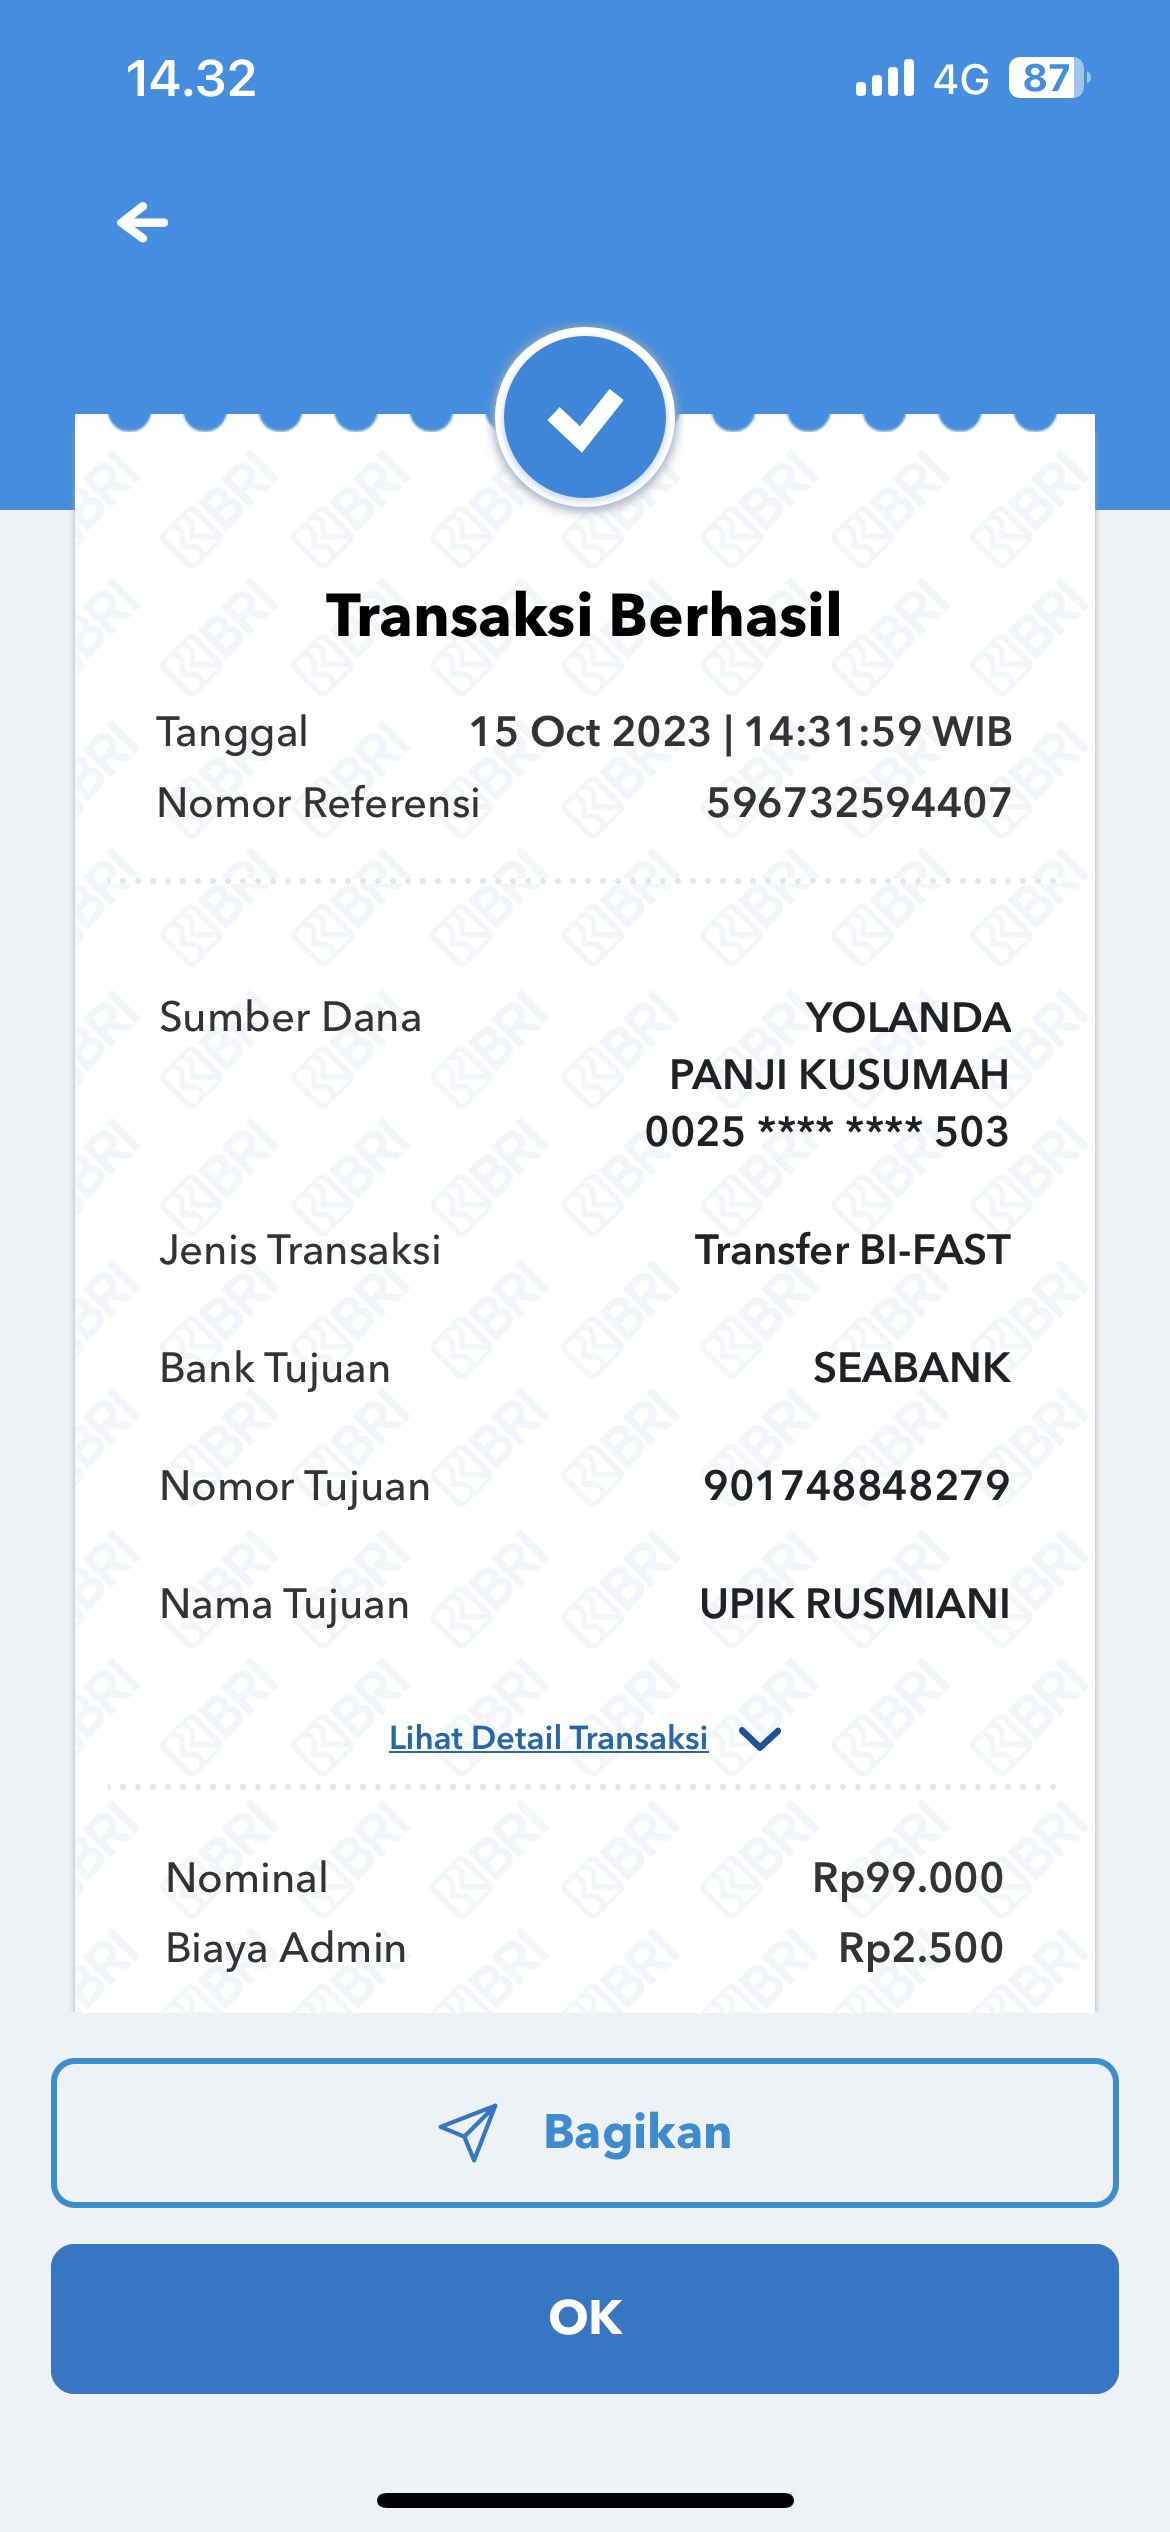 14.32
4G 87
Transaksi Berhasil
Tanggal 15 Oct 2023 | 14:31:59 WIB
Nomor Referensi 596732594407
Sumber Dana YOLANDA
PANJI KUSUMAH
0025 **** **** 503
Jenis Transaksi Transfer BI-FAST
Bank Tujuan SEABANK
Nomor Tujuan 901748848279
Nama Tujuan UPIK RUSMIANI
Lihat Detail Transaksi
Nominal Rp99.000
Biaya Admin Rp2.500
Bagikan
OK